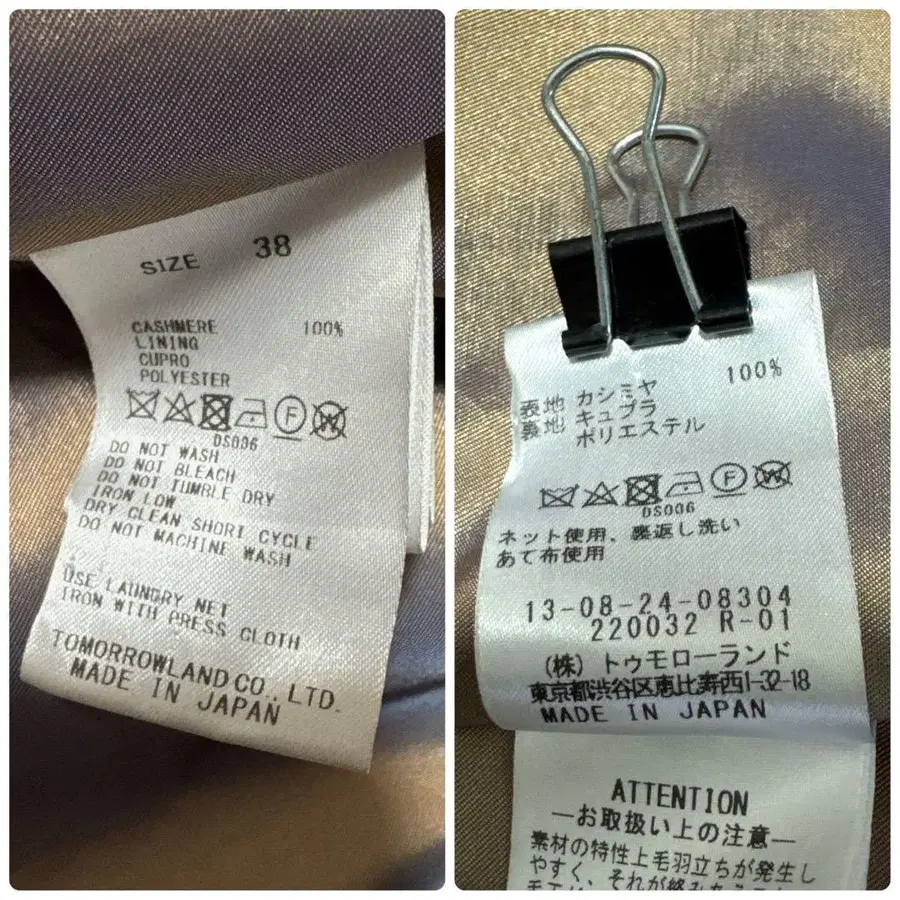 SIZE 38
CASHMERE 100%
LINING
CUPRO
POLYESTER
F W
DS006
DO NOT WASH
DO NOT BLEACH
DO NOT TUMBLE DRY
IRON LOW
DRY CLEAN SHORT CYCLE
DO NOT MACHINE WASH
USE LAUNDRY NET
IRON WITH PRESS CLOTH
TOMORROWLAND CO., LTD.
MADE IN JAPAN
表地 カシミヤ 100%
裏地 キュプラ
ポリエステル
F W
DS006
ネット使用、裏返し洗い
あて布使用
13-08-24-08304
220032 R-01
(株) トゥモローランド
東京都渋谷区恵比寿西1-32-18
MADE IN JAPAN
ATTENTION
—お取扱い上の注意—
素材の特性上毛羽立ちが発生し
やすく、それが絡み